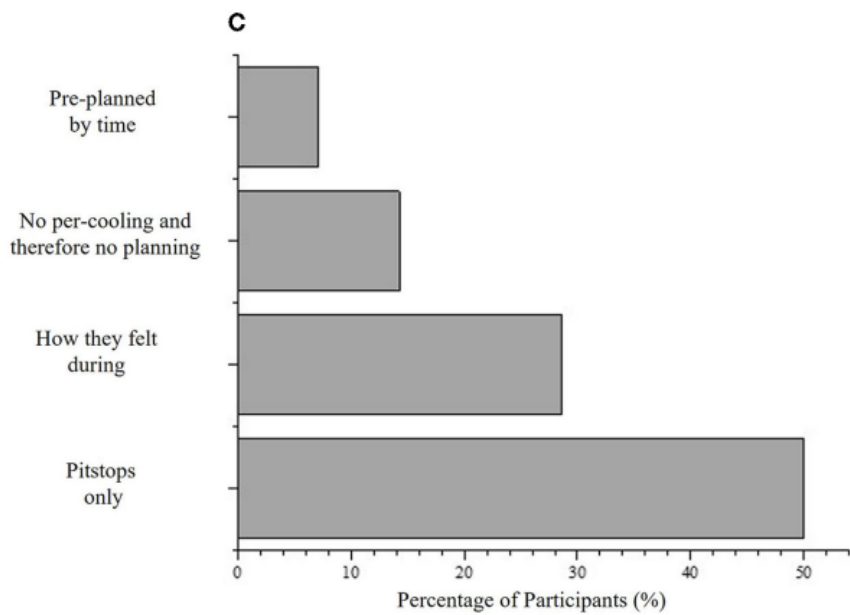 C
Pre-planned
by time
No per-cooling and
therefore no planning
How they felt
during
Pitstops
only
0 10 20 30 40 50
Percentage of Participants (%)